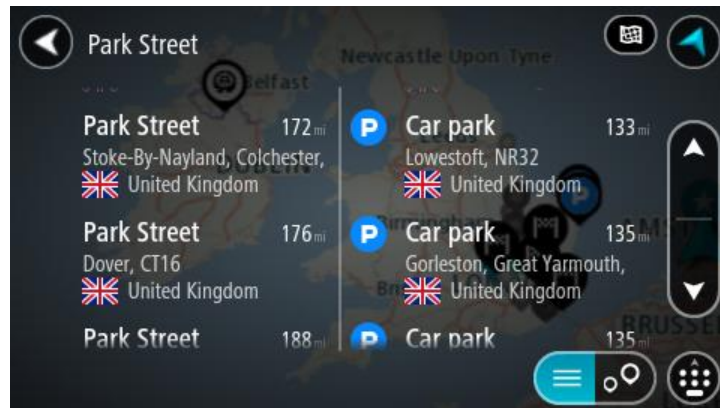 Park Street
Newcastle Upon Tyne
Belfast
Park Street 172 mi
Stoke-By-Nayland, Colchester,
United Kingdom
Park Street 176 mi
Dover, CT16
United Kingdom
Park Street 188 mi
P Car park 133 mi
Lowestoft, NR32
United Kingdom
P Car park 135 mi
Gorleston, Great Yarmouth,
United Kingdom
P Car park 135 mi
DUBLIN
Birmingham
P